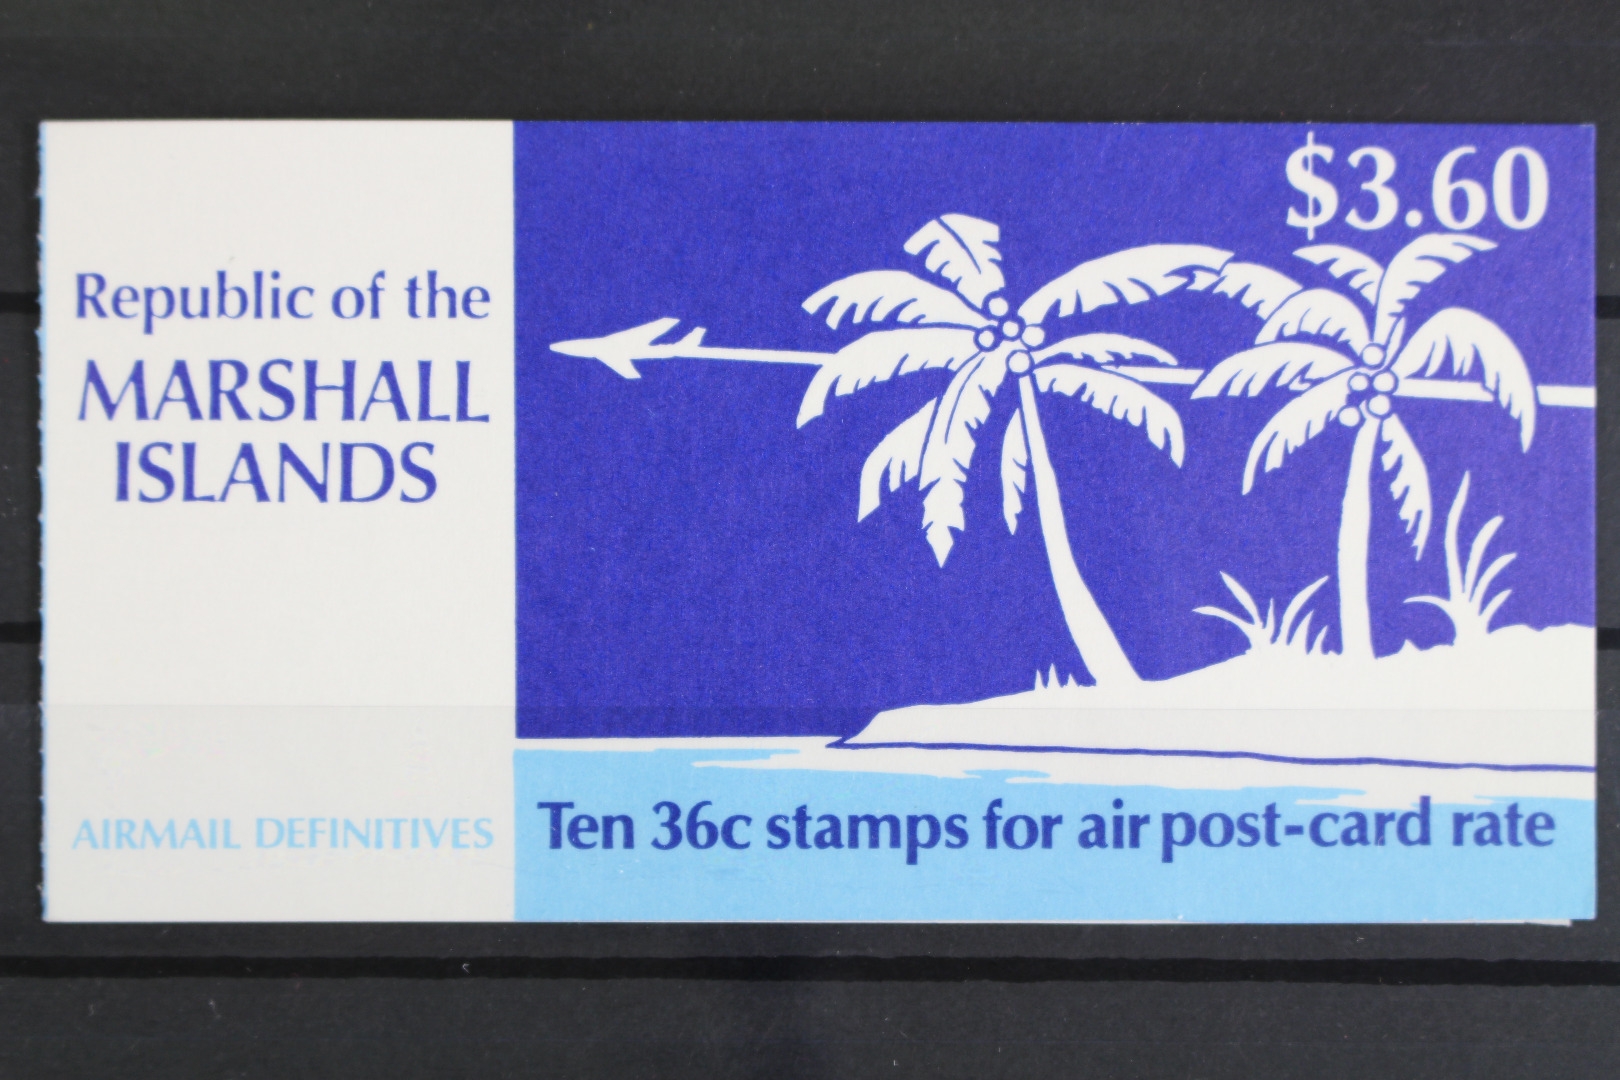 Republic of the
MARSHALL
ISLANDS
AIRMAIL DEFINITIVES
$3.60
Ten 36c stamps for air post-card rate